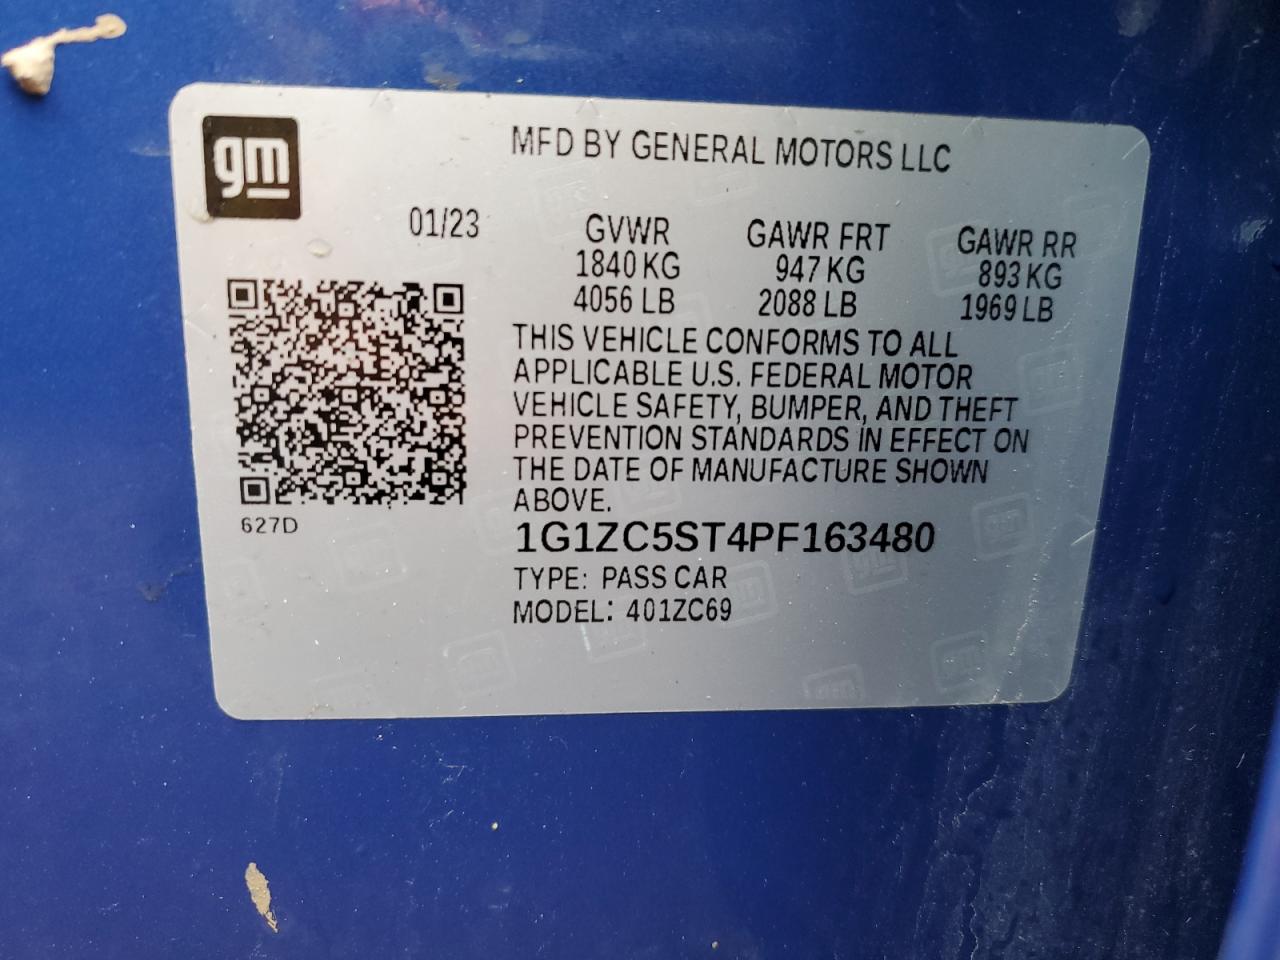 gm
MFD BY GENERAL MOTORS LLC
01/23
GVWR GAWR FRT GAWR RR
1840 KG 947 KG 893 KG
4056 LB 2088 LB 1969 LB
THIS VEHICLE CONFORMS TO ALL
APPLICABLE U.S. FEDERAL MOTOR
VEHICLE SAFETY, BUMPER, AND THEFT
PREVENTION STANDARDS IN EFFECT ON
THE DATE OF MANUFACTURE SHOWN
ABOVE.
627D
1G1ZC5ST4PF163480
TYPE: PASS CAR
MODEL: 401ZC69